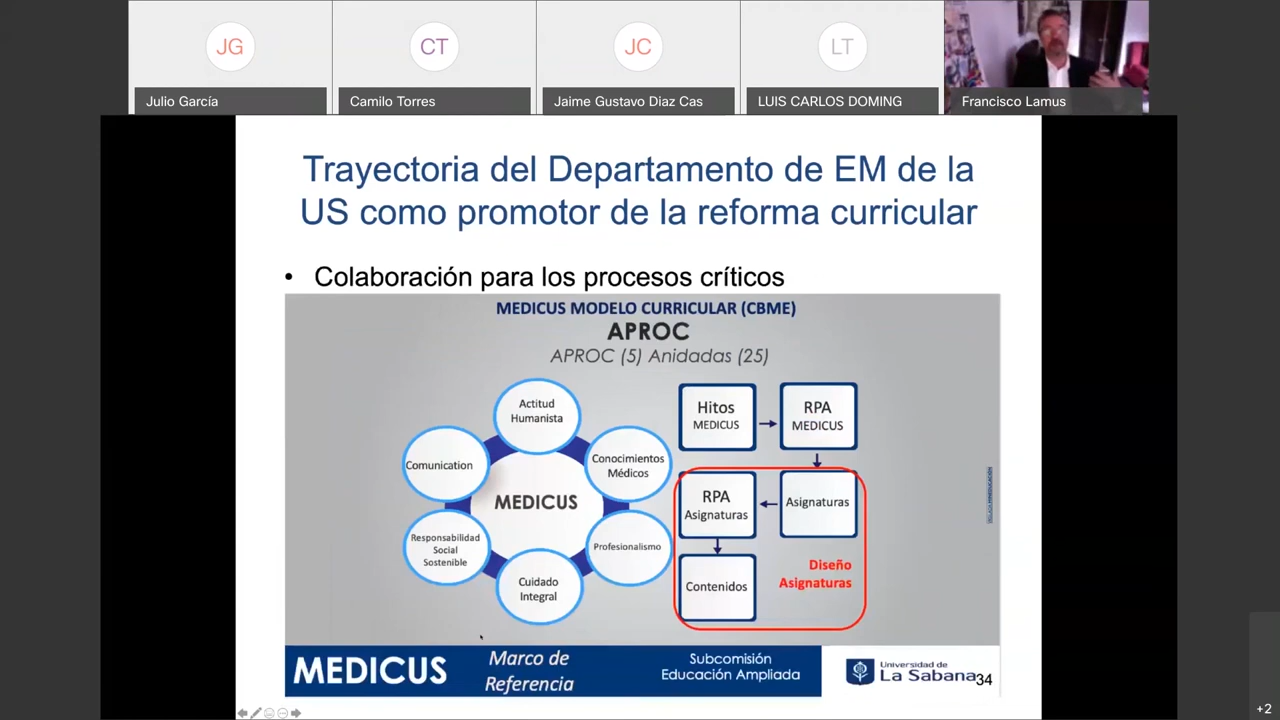 JG
CT
JC
LT
Julio García
Camilo Torres
Jaime Gustavo Diaz Cas
LUIS CARLOS DOMING
Francisco Lamus
Trayectoria del Departamento de EM de la
US como promotor de la reforma curricular
• Colaboración para los procesos críticos
MEDICUS MODELO CURRICULAR (CBME)
APROC
APROC (5) Anidadas (25)
Actitud
Humanista
Comunication
Conocimientos
Médicos
MEDICUS
Responsabilidad
Social
Sostenible
Profesionalismo
Cuidado
Integral
Hitos
MEDICUS
RPA
MEDICUS
RPA
Asignaturas
Asignaturas
Contenidos
Diseño
Asignaturas
MEDICUS
Marco de
Referencia
Subcomisión
Educación Ampliada
Universidad de
La Sabana
34
+2